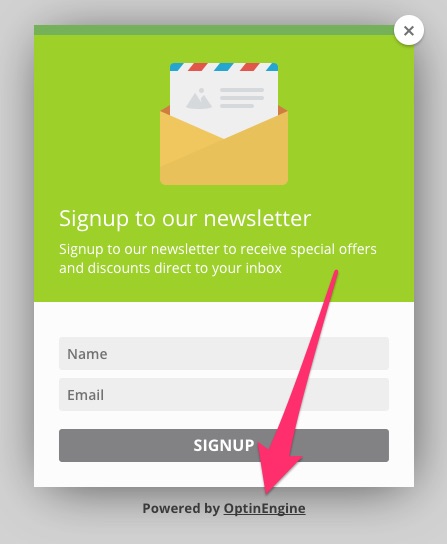 Signup to our newsletter
Signup to our newsletter to receive special offers
and discounts direct to your inbox
Name
Email
SIGNUP
Powered by OptinEngine